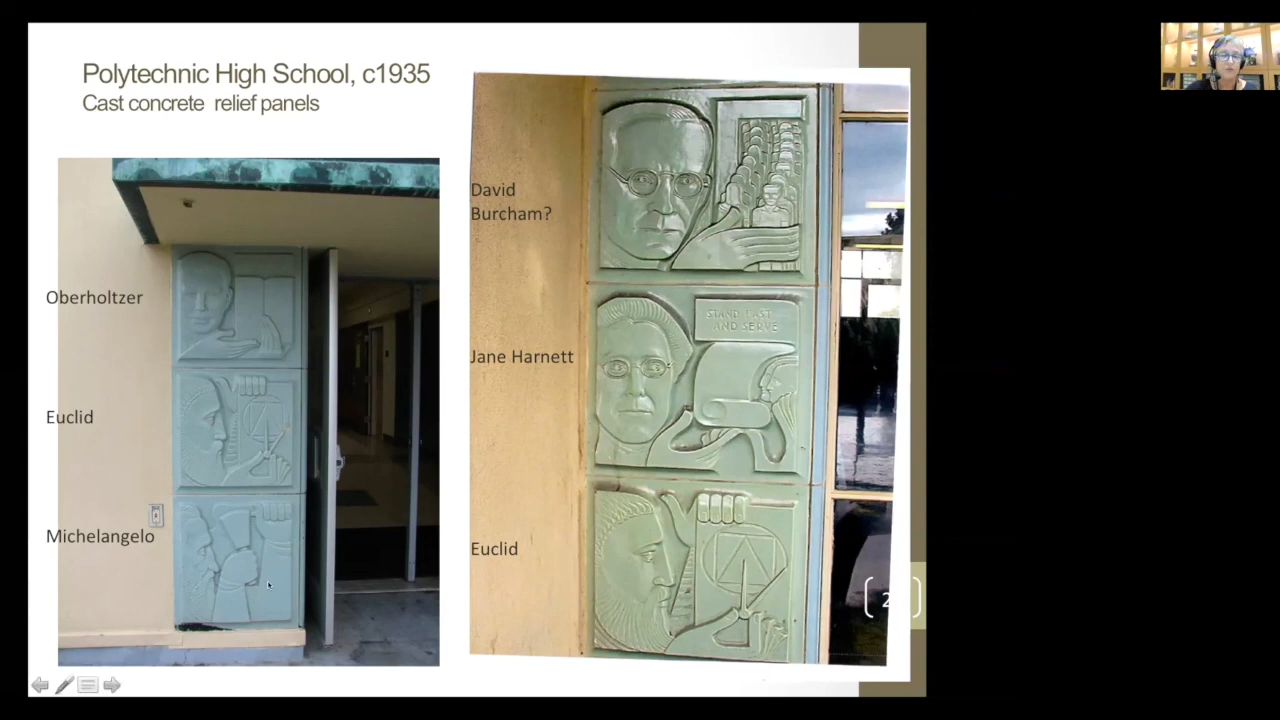 Polytechnic High School, c1935
Cast concrete relief panels
Oberholtzer
Euclid
Michelangelo
David
Burcham?
Jane Harnett
Euclid
STAND FAST
AND SERVE
2